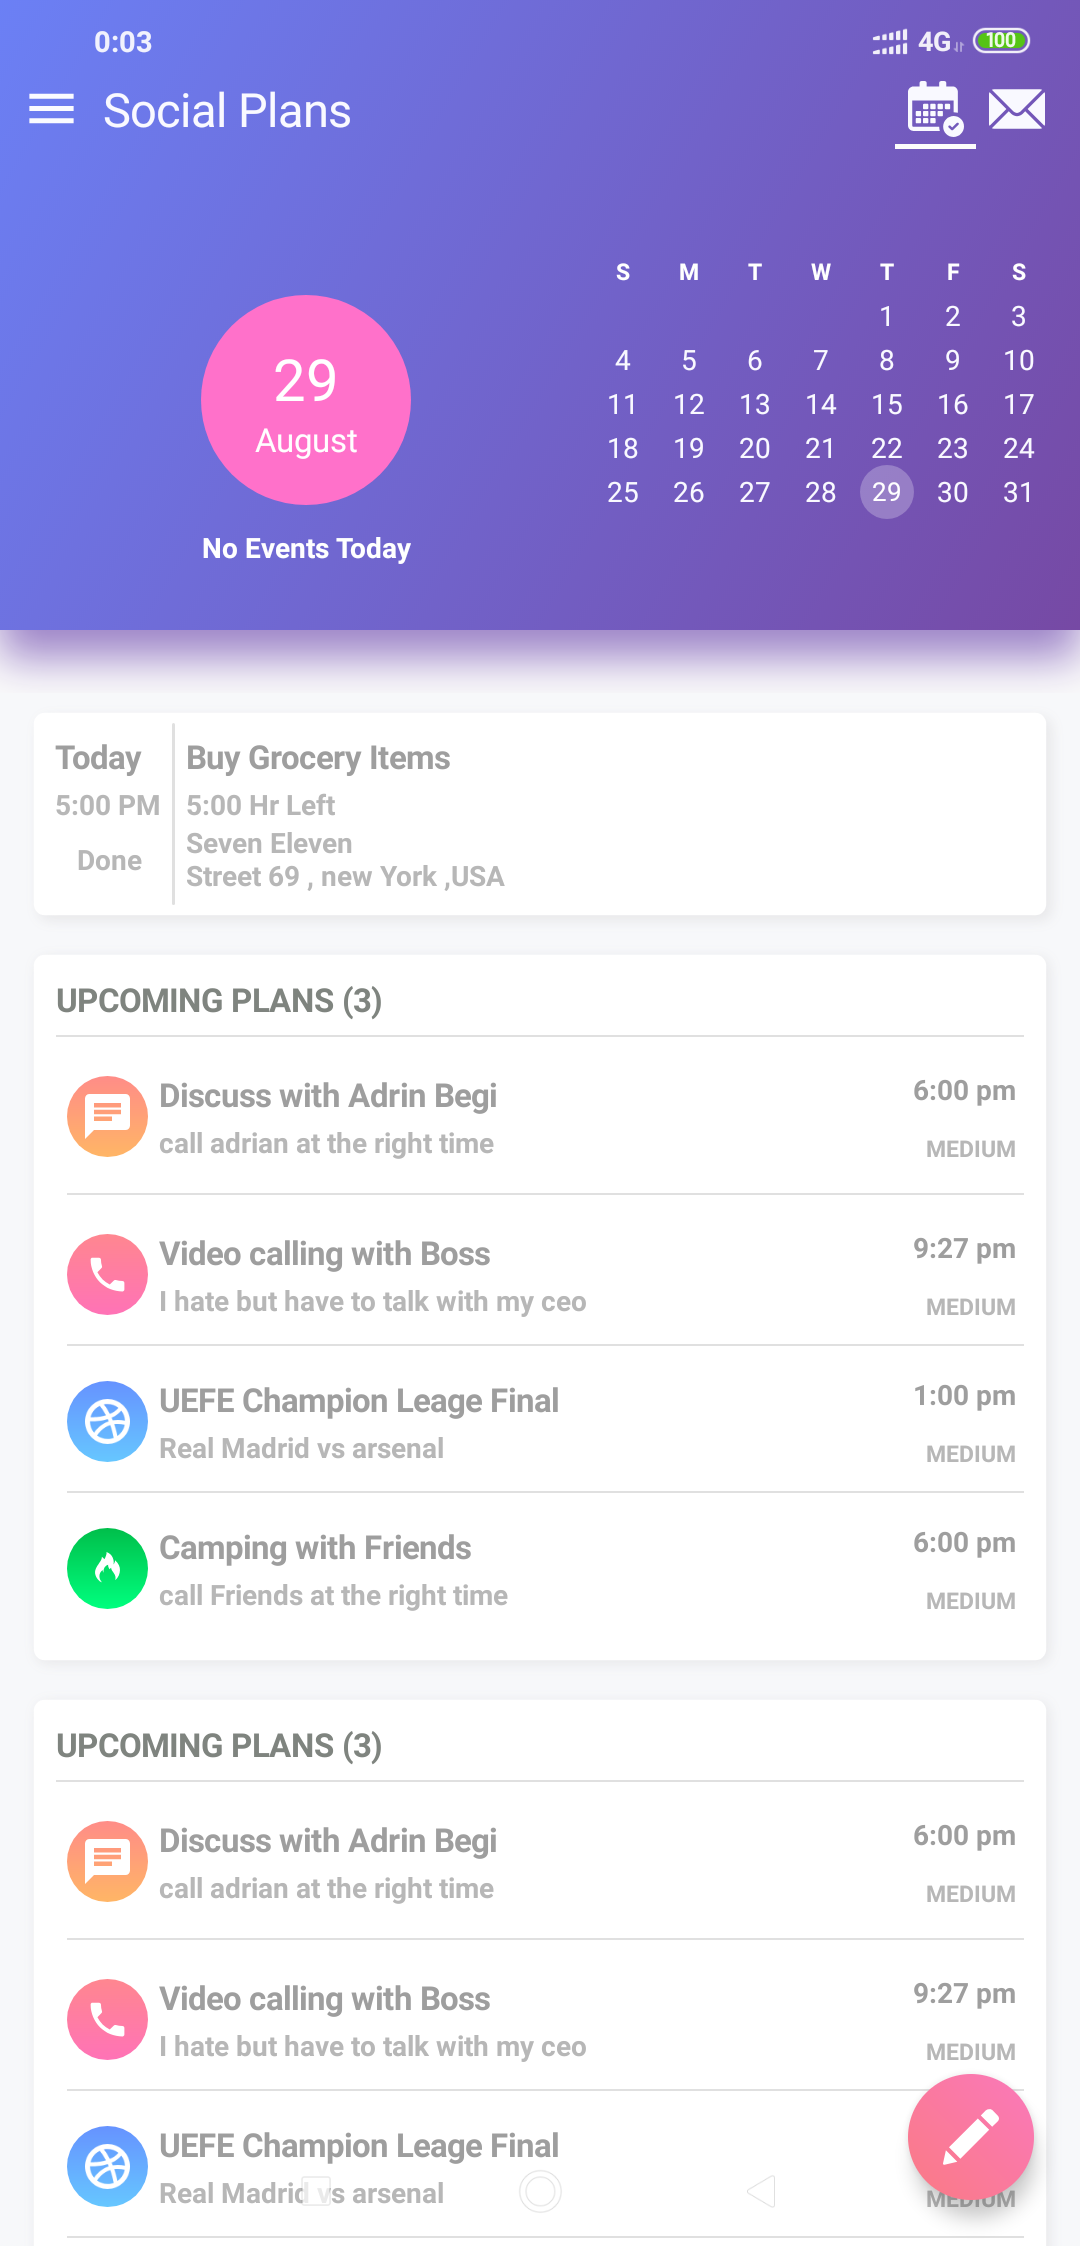 0:03
4G 100
Social Plans
S M T W T F S
1 2 3
4 5 6 7 8 9 10
11 12 13 14 15 16 17
18 19 20 21 22 23 24
25 26 27 28 29 30 31
29
August
No Events Today
Today
5:00 PM
Done
Buy Grocery Items
5:00 Hr Left
Seven Eleven
Street 69 , new York ,USA
UPCOMING PLANS (3)
Discuss with Adrin Begi
6:00 pm
call adrian at the right time
MEDIUM
Video calling with Boss
9:27 pm
I hate but have to talk with my ceo
MEDIUM
UEFE Champion Leage Final
1:00 pm
Real Madrid vs arsenal
MEDIUM
Camping with Friends
6:00 pm
call Friends at the right time
MEDIUM
UPCOMING PLANS (3)
Discuss with Adrin Begi
6:00 pm
call adrian at the right time
MEDIUM
Video calling with Boss
9:27 pm
I hate but have to talk with my ceo
MEDIUM
UEFE Champion Leage Final
Real Madrid vs arsenal
MEDIUM